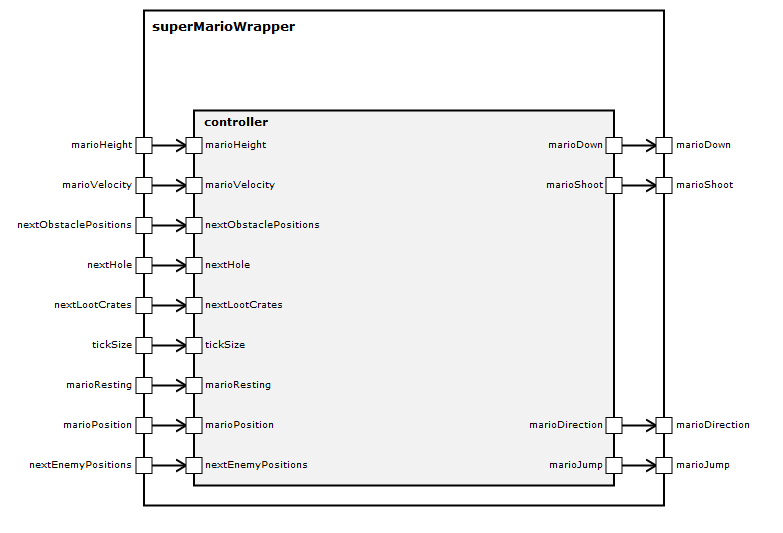 superMarioWrapper
controller
marioHeight marioHeight marioDown marioDown
marioVelocity marioVelocity marioShoot marioShoot
nextObstaclePositions nextObstaclePositions
nextHole nextHole
nextLootCrates nextLootCrates
tickSize tickSize
marioResting marioResting
marioPosition marioPosition marioDirection marioDirection
nextEnemyPositions nextEnemyPositions marioJump marioJump